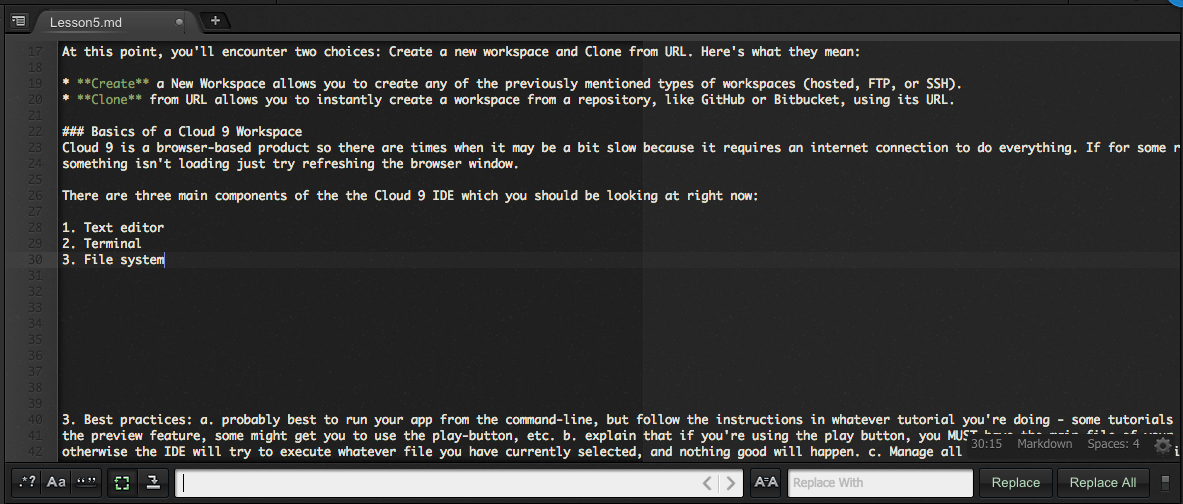 Lesson5.md
17 At this point, you'll encounter two choices: Create a new workspace and Clone from URL. Here's what they mean:
18
19 * **Create** a New Workspace allows you to create any of the previously mentioned types of workspaces (hosted, FTP, or SSH).
20 * **Clone** from URL allows you to instantly create a workspace from a repository, like GitHub or Bitbucket, using its URL.
21
22 ### Basics of a Cloud 9 Workspace
23 Cloud 9 is a browser-based product so there are times when it may be a bit slow because it requires an internet connection to do everything. If for some r
24 something isn't loading just try refreshing the browser window.
25
26 There are three main components of the the Cloud 9 IDE which you should be looking at right now:
27
28 1. Text editor
29 2. Terminal
30 3. File system
31
32
33
34
35
36
37
38
39
40 3. Best practices: a. probably best to run your app from the command-line, but follow the instructions in whatever tutorial you're doing - some tutorials
41 the preview feature, some might get you to use the play-button, etc. b. explain that if you're using the play button, you MUST have the main file of your
42 otherwise the IDE will try to execute whatever file you have currently selected, and nothing good will happen. c. Manage all
30:15 Markdown Spaces: 4
.*? Aa “,” A=A Replace With Replace Replace All